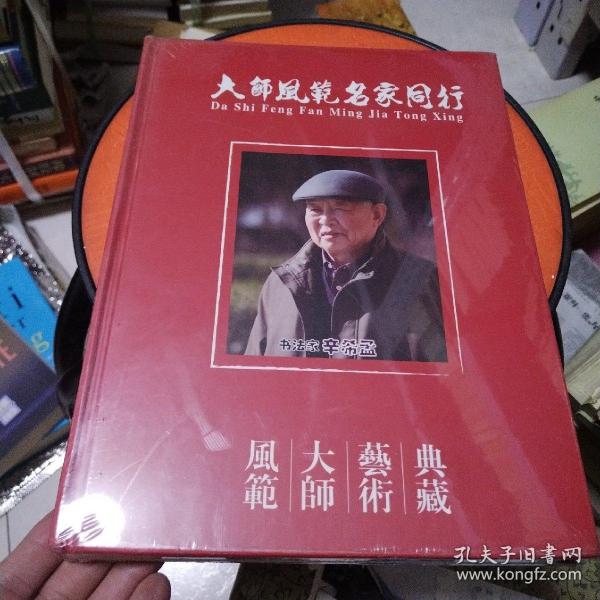 大師風範名家同行
Da Shi Feng Fan Ming Jia Tong Xing
书法家 辛希孟
風範 大師 藝術 典藏
孔夫子旧书网
www.kongfz.com